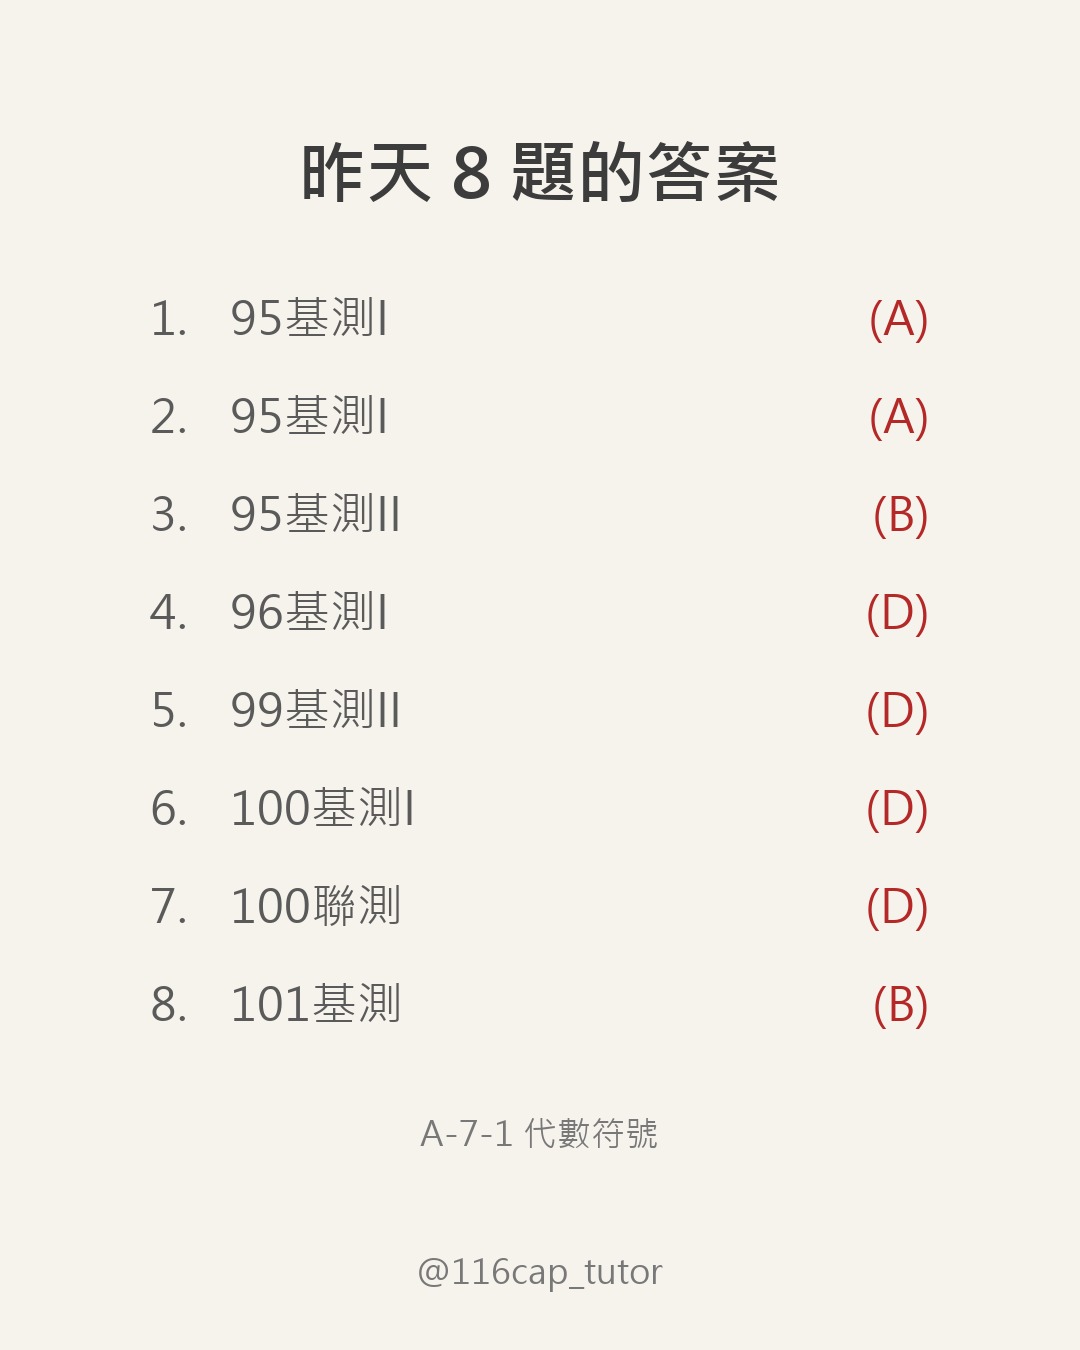 昨天 8 題的答案
1. 95基測I (A)
2. 95基測I (A)
3. 95基測II (B)
4. 96基測I (D)
5. 99基測II (D)
6. 100基測I (D)
7. 100聯測 (D)
8. 101基測 (B)
A-7-1 代數符號
@116cap_tutor